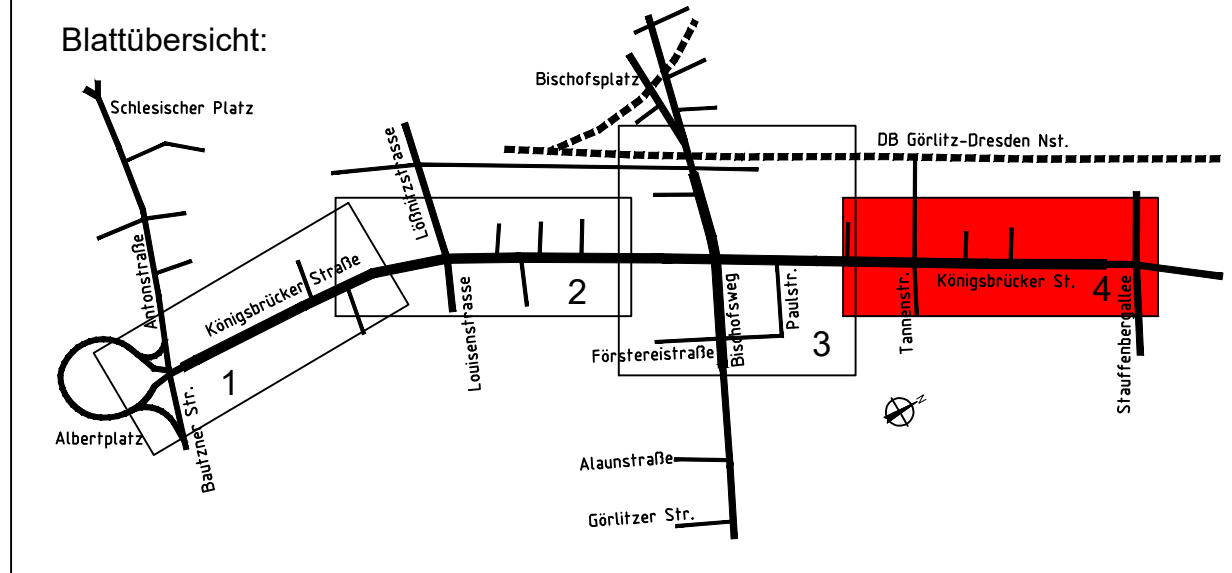 Blattübersicht:
Schlesischer Platz
Bischofsplatz
DB Görlitz-Dresden Nst.
Lößnitzstrasse
Antonstraße
Königsbrücker Straße
Louisenstrasse
2
Bischofsweg
Paulstr.
3
Förstereistraße
Tannenstr.
Königsbrücker St.
4
Stauffenbergallee
1
Albertplatz
Bautzner Str.
N
Alaunstraße
Görlitzer Str.